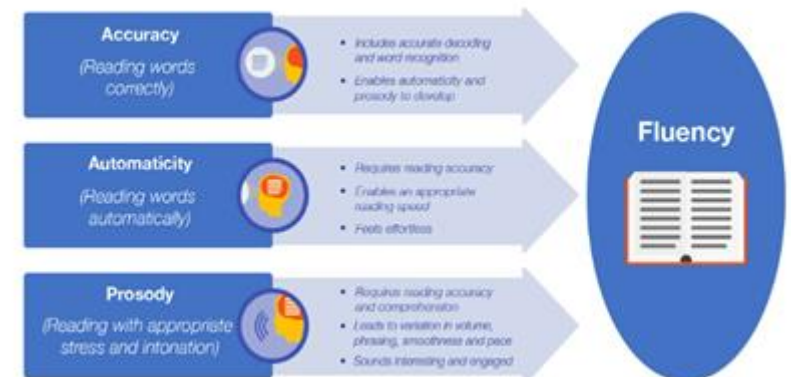 Accuracy
(Reading words
correctly)
• Includes accurate decoding
and word recognition
• Enables automaticity and
prosody to develop
Automaticity
(Reading words
automatically)
• Requires reading accuracy
• Enables an appropriate
reading speed
• Feels effortless
Prosody
(Reading with appropriate
stress and intonation)
• Requires reading accuracy
and comprehension
• Leads to variation in volume,
phrasing, smoothness and pace
• Sounds interesting and engaged
Fluency